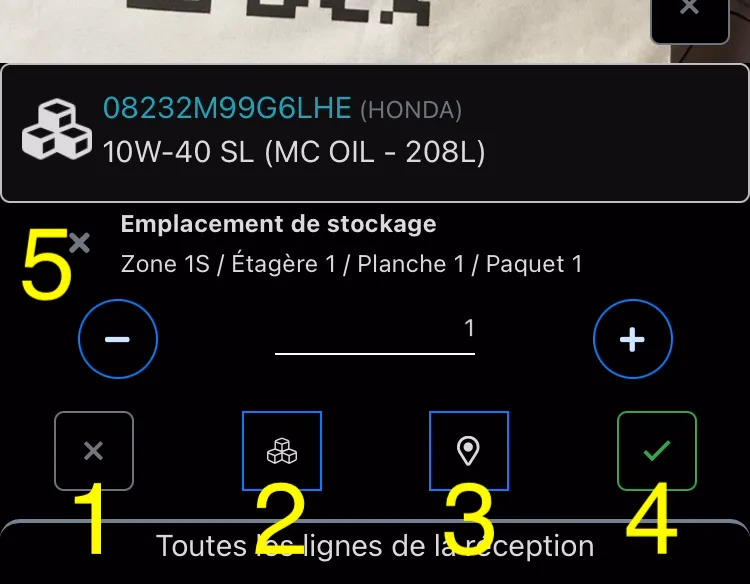 08232M99G6LHE (HONDA)
10W-40 SL (MC OIL - 208L)
Emplacement de stockage
Zone 1S / Étagère 1 / Planche 1 / Paquet 1
5
1
1
2
3
4
Toutes les lignes de la réception